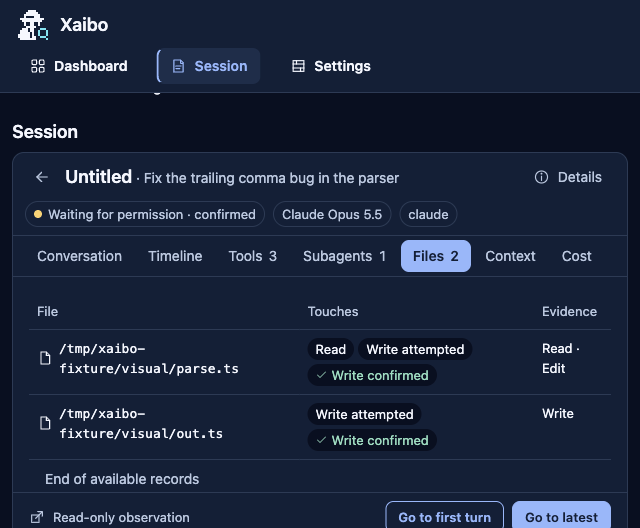 Xaibo
Dashboard
Session
Settings
Session
Untitled · Fix the trailing comma bug in the parser
Details
Waiting for permission · confirmed
Claude Opus 5.5
claude
Conversation
Timeline
Tools 3
Subagents 1
Files 2
Context
Cost
File
Touches
Evidence
/tmp/xaibo-
fixture/visual/parse.ts
Read
Write attempted
✓ Write confirmed
Read ·
Edit
/tmp/xaibo-
fixture/visual/out.ts
Write attempted
✓ Write confirmed
Write
End of available records
Read-only observation
Go to first turn
Go to latest